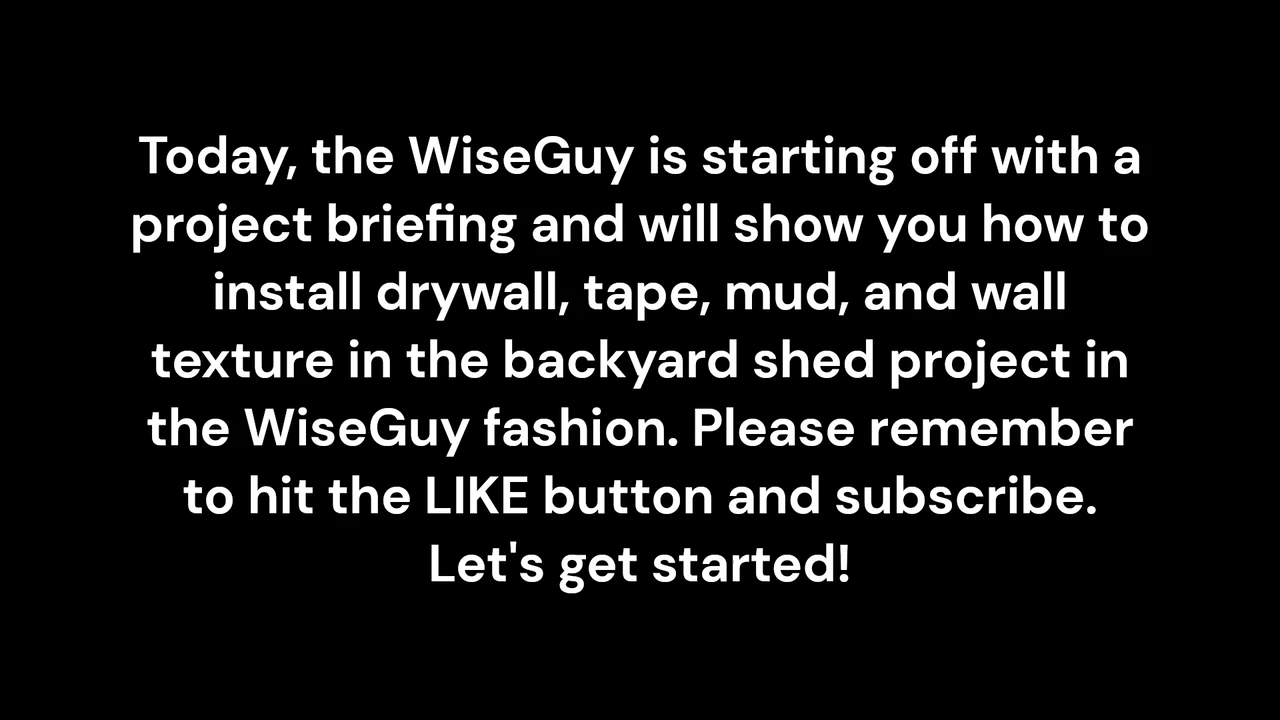 Today, the WiseGuy is starting off with a
project briefing and will show you how to
install drywall, tape, mud, and wall
texture in the backyard shed project in
the WiseGuy fashion. Please remember
to hit the LIKE button and subscribe.
Let's get started!